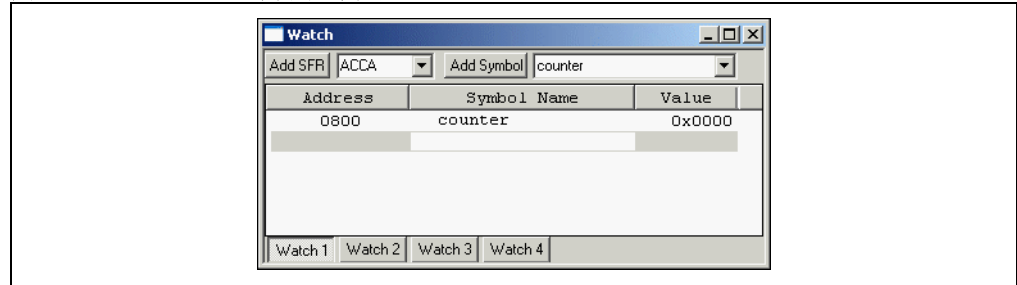 Watch
Add SFR ACCA Add Symbol counter
Address Symbol Name Value
0800 counter 0x0000
Watch 1 Watch 2 Watch 3 Watch 4